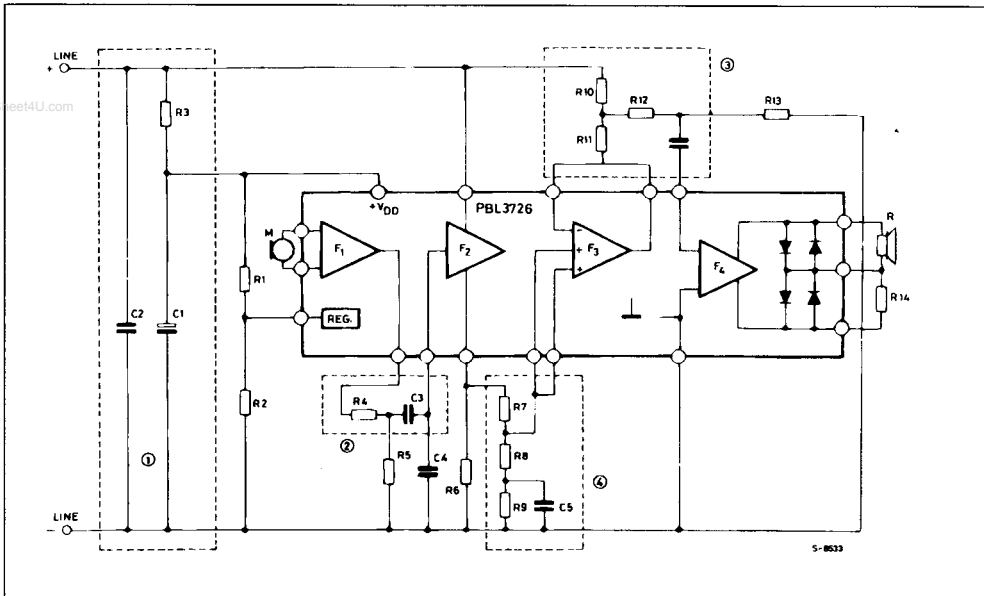 LINE
+
heet4U.com
R3
C2
C1
R1
R2
①
+VDD
PBL3726
M
F1
REG.
F2
F3
-
+
+
F4
③
R10
R12
R11
R13
R
R14
R4
C3
②
R5
C4
R6
R7
R8
R9
C5
④
- LINE
S-8533